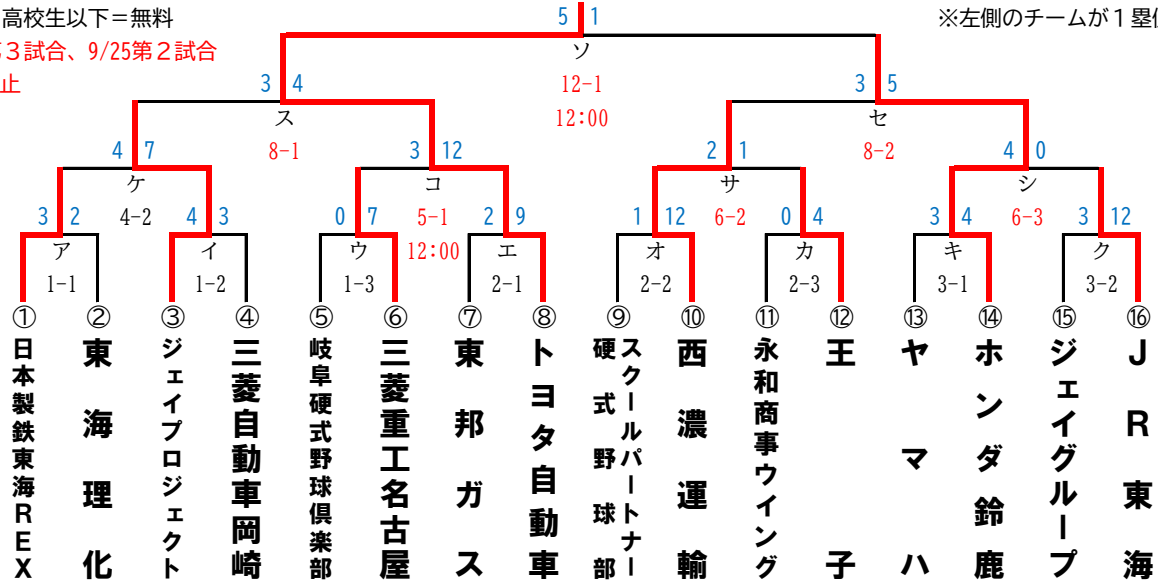 高校生以下＝無料
※左側のチームが１塁側
第３試合、9/25第２試合
止
5 1
ソ
12-1
12:00
3 4
ス
8-1
3 5
セ
8-2
4 7
ケ
4-2
3 12
コ
5-1
12:00
2 1
サ
6-2
4 0
シ
6-3
3 2
ア
1-1
4 3
イ
1-2
0 7
ウ
1-3
2 9
エ
2-1
1 12
オ
2-2
0 4
カ
2-3
3 4
キ
3-1
3 12
ク
3-2
①
日本製鉄東海REX
②
東海理化
③
ジェイプロジェクト
④
三菱自動車岡崎
⑤
岐阜硬式野球倶楽部
⑥
三菱重工名古屋
⑦
東邦ガス
⑧
トヨタ自動車
⑨
スクールパートナー
硬式野球部
⑩
西濃運輸
⑪
永和商事ウイング
⑫
王子
⑬
ヤマハ
⑭
ホンダ鈴鹿
⑮
ジェイグループ
⑯
JR東海